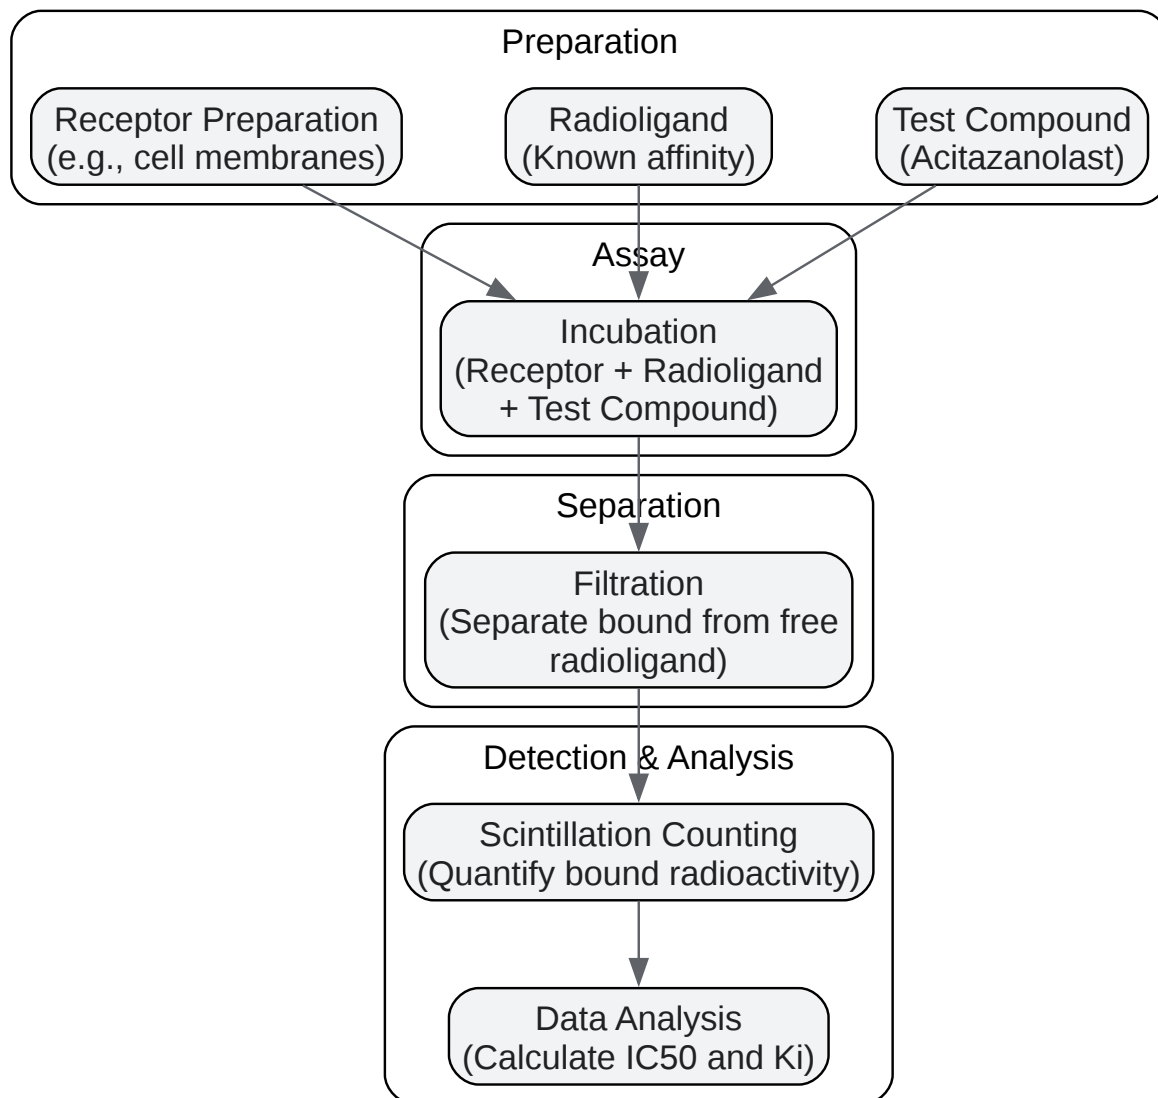 Preparation
Receptor Preparation
(e.g., cell membranes)
Radioligand
(Known affinity)
Test Compound
(Acitazanolast)
Assay
Incubation
(Receptor + Radioligand
+ Test Compound)
Separation
Filtration
(Separate bound from free
radioligand)
Detection & Analysis
Scintillation Counting
(Quantify bound radioactivity)
Data Analysis
(Calculate IC50 and Ki)